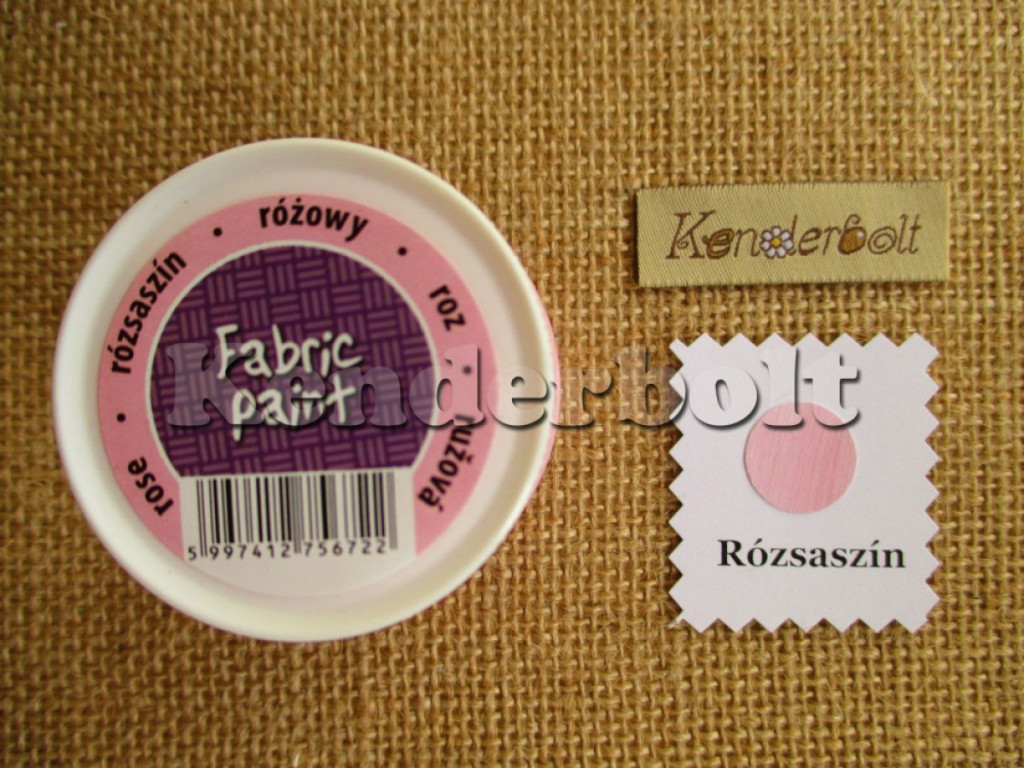 rose • rózsaszín • różowy • roz • ružová
Fabric
paint
5 997412 756722
Kenderbolt
Rózsaszín
Kenderbolt